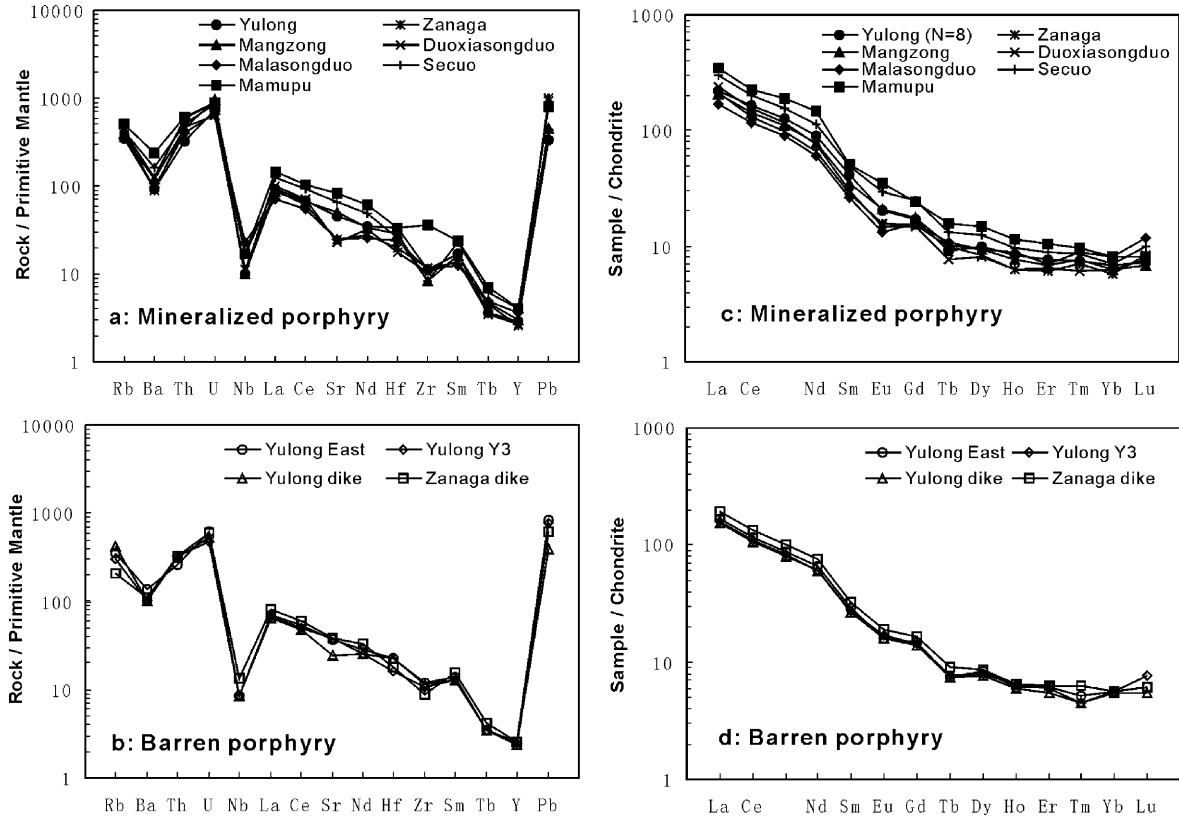 Rock / Primitive Mantle
10000
1000
100
10
1
Yulong
Zanaga
Mangzong
Duoxiasongduo
Malasongduo
Secuo
Mamupu
a: Mineralized porphyry
Rb Ba Th U Nb La Ce Sr Nd Hf Zr Sm Tb Y Pb
Sample / Chondrite
1000
100
10
1
Yulong (N=8)
Zanaga
Mangzong
Duoxiasongduo
Malasongduo
Secuo
Mamupu
c: Mineralized porphyry
La Ce Nd Sm Eu Gd Tb Dy Ho Er Tm Yb Lu
Rock / Primitive Mantle
10000
1000
100
10
1
Yulong East
Yulong Y3
Yulong dike
Zanaga dike
b: Barren porphyry
Rb Ba Th U Nb La Ce Sr Nd Hf Zr Sm Tb Y Pb
Sample / Chondrite
1000
100
10
1
Yulong East
Yulong Y3
Yulong dike
Zanaga dike
d: Barren porphyry
La Ce Nd Sm Eu Gd Tb Dy Ho Er Tm Yb Lu